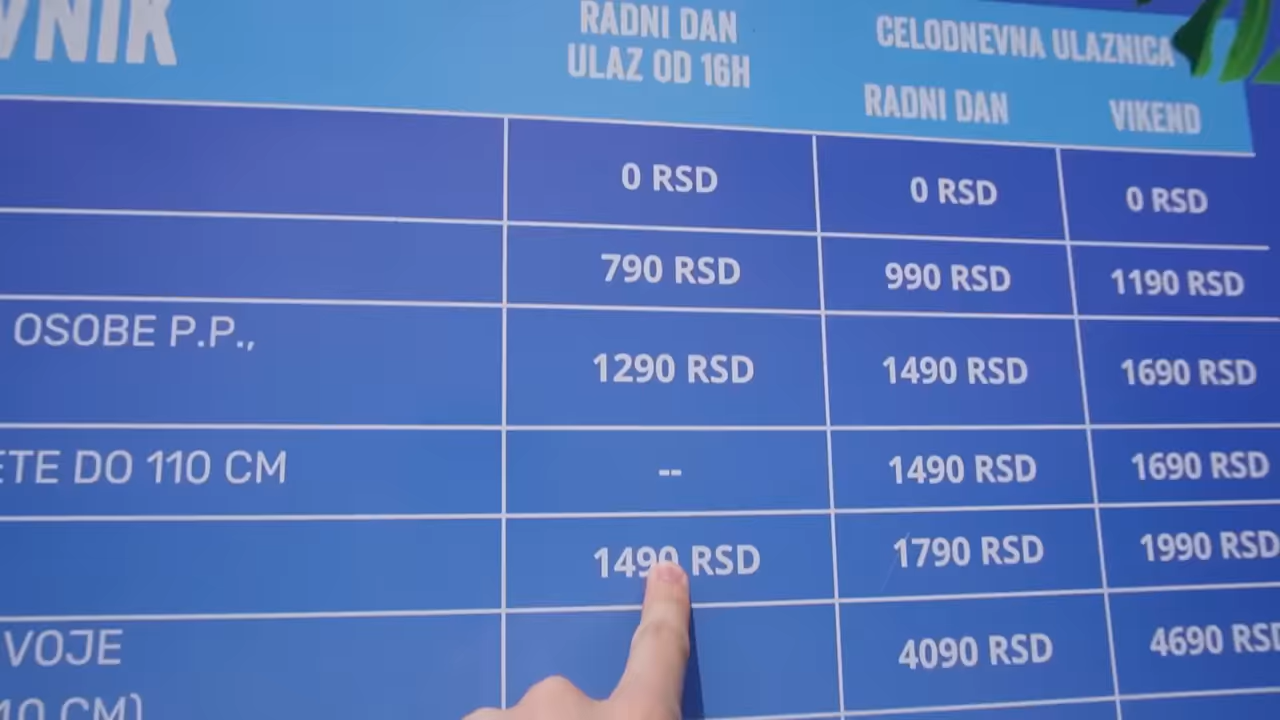 RADNI DAN
ULAZ OD 16H
CELODNEVNA ULAZNICA
RADNI DAN VIKEND
0 RSD 0 RSD 0 RSD
790 RSD 990 RSD 1190 RSD
OSOBE P.P.,
1290 RSD 1490 RSD 1690 RSD
DO 110 CM -- 1490 RSD 1690 RSD
1490 RSD 1790 RSD 1990 RSD
VOJE
4090 RSD 4690 RSD
CM)